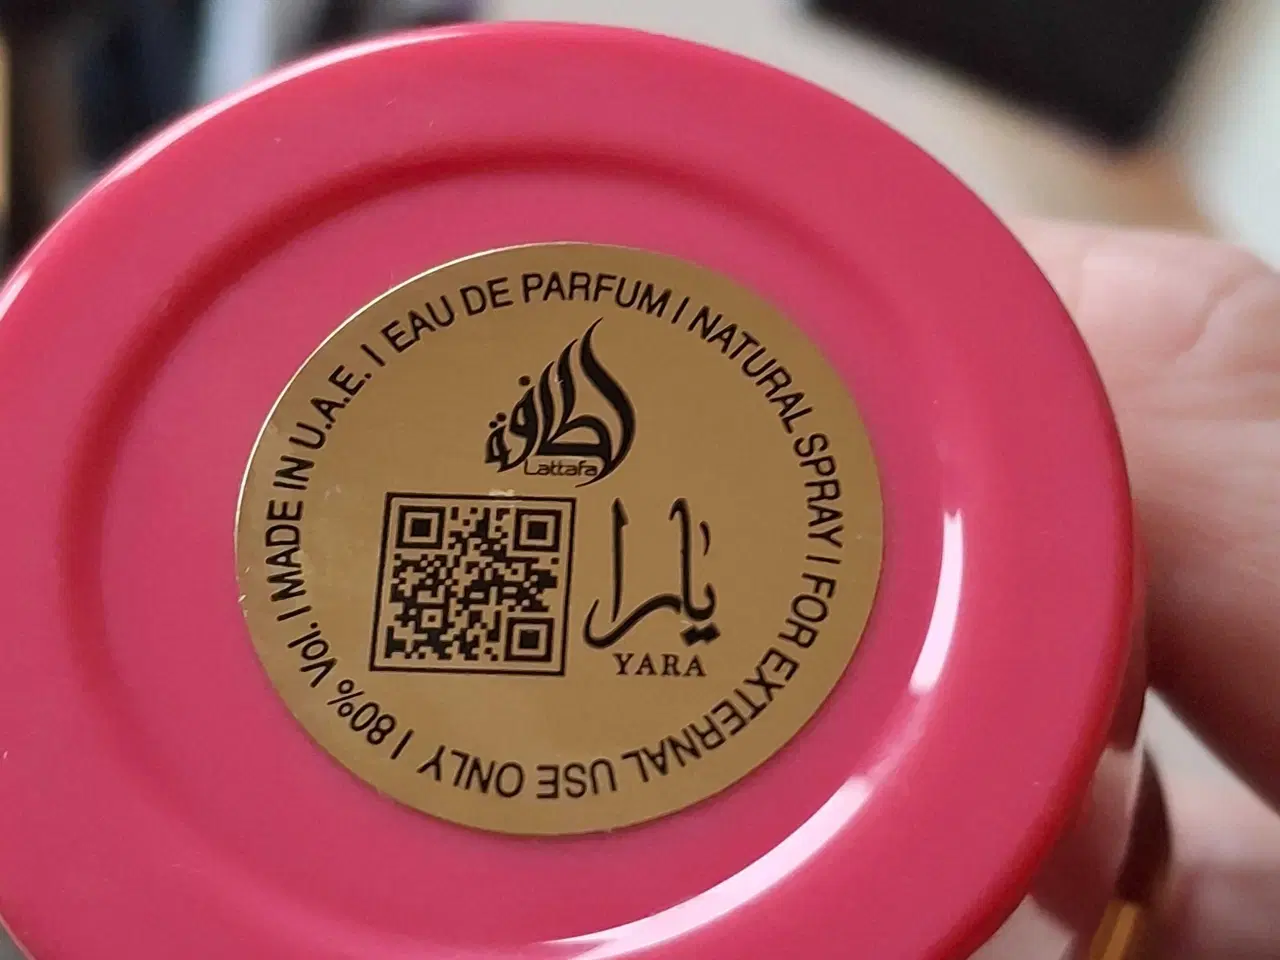 EAU DE PARFUM | NATURAL SPRAY | FOR EXTERNAL USE ONLY | 80% Vol. | MADE IN U.A.E. |
لطافة
Lattafa
يارا
YARA